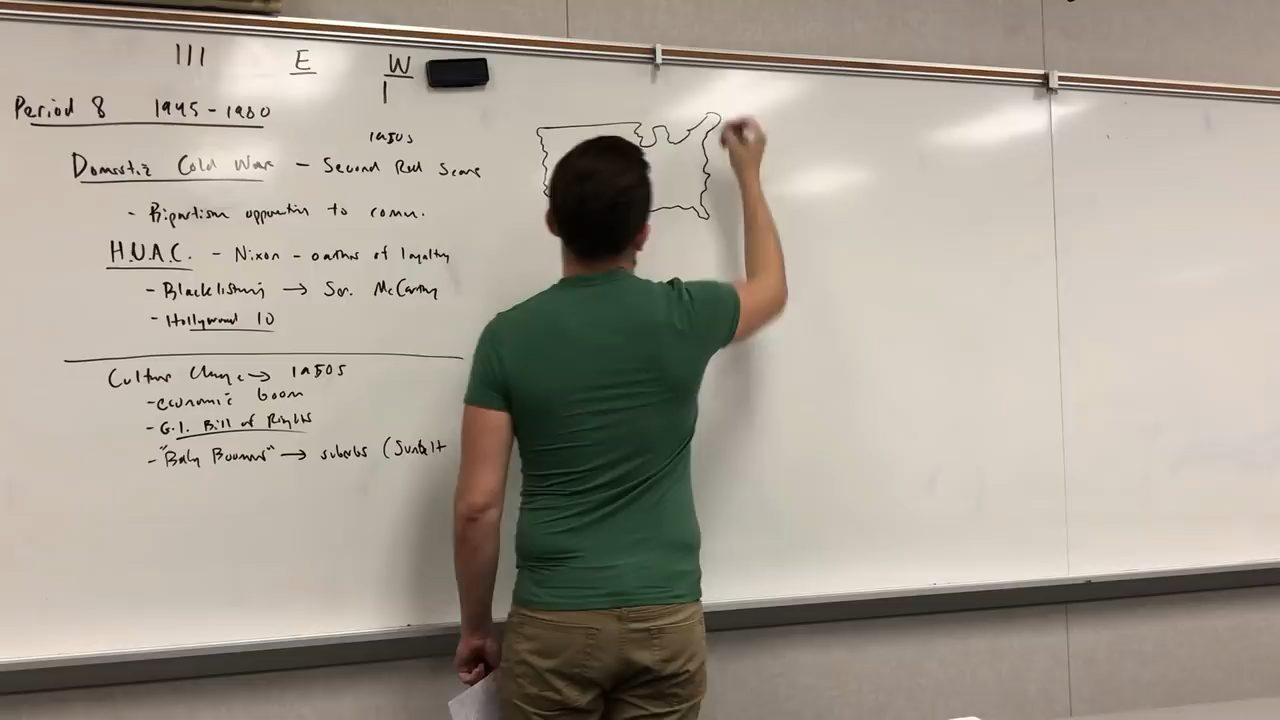 III E W
I
Period 8 1945-1980
1950s
Domestic Cold War - Second Red Scare
- Bipartisan opposition to comm.
H.U.A.C. - Nixon - oaths of loyalty
- Blacklisting → Sen. McCarthy
- Hollywood 10
Culture Change → 1950s
- economic boom
- G.I. Bill of Rights
- "Baby Boomers" → suburbs (Sunbelt